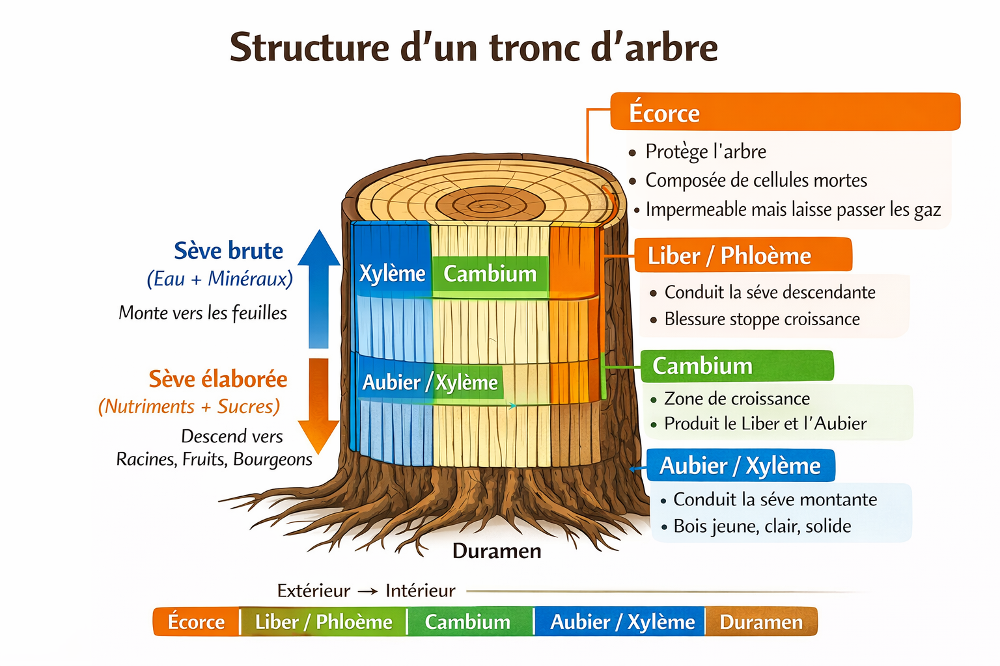 Structure d'un tronc d'arbre
Écorce
• Protège l'arbre
• Composée de cellules mortes
• Impermeable mais laisse passer les gaz
Liber / Phloème
• Conduit la séve descendante
• Blessure stoppe croissance
Cambium
• Zone de croissance
• Produit le Liber et l'Aubier
Aubier / Xylème
• Conduit la séve montante
• Bois jeune, clair, solide
Sève brute
(Eau + Minéraux)
Monte vers les feuilles
Sève élaborée
(Nutriments + Sucres)
Descend vers
Racines, Fruits, Bourgeons
Xylème
Cambium
Aubier / Xylème
Duramen
Extérieur → Intérieur
Écorce
Liber / Phloème
Cambium
Aubier / Xylème
Duramen